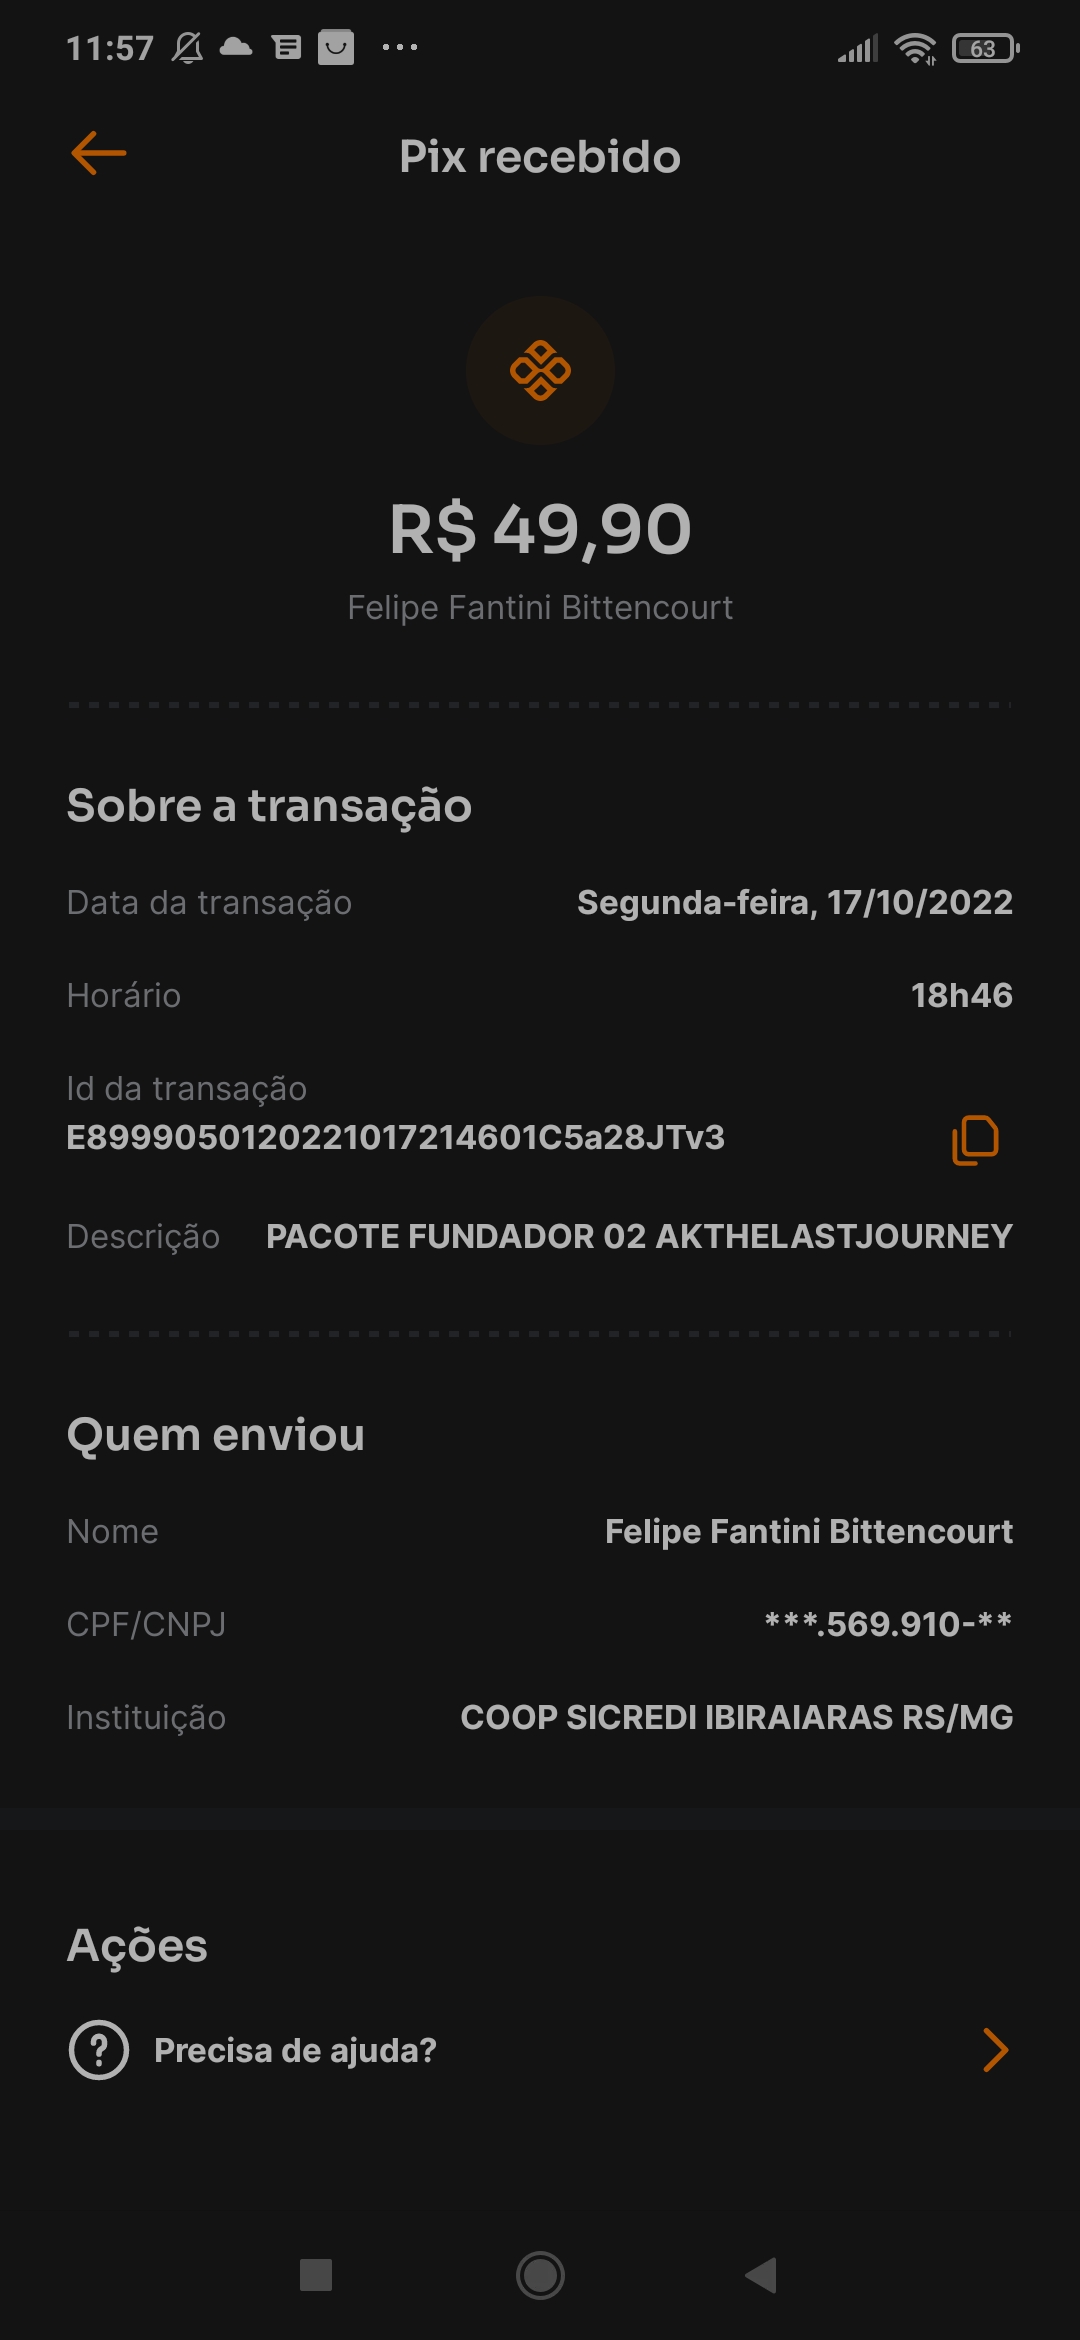 11:57
63
Pix recebido
R$ 49,90
Felipe Fantini Bittencourt
Sobre a transação
Data da transação Segunda-feira, 17/10/2022
Horário 18h46
Id da transação
E8999050120221017214601C5a28JTv3
Descrição PACOTE FUNDADOR 02 AKTHELASTJOURNEY
Quem enviou
Nome Felipe Fantini Bittencourt
CPF/CNPJ ***.569.910-**
Instituição COOP SICREDI IBIRAIARAS RS/MG
Ações
Precisa de ajuda?